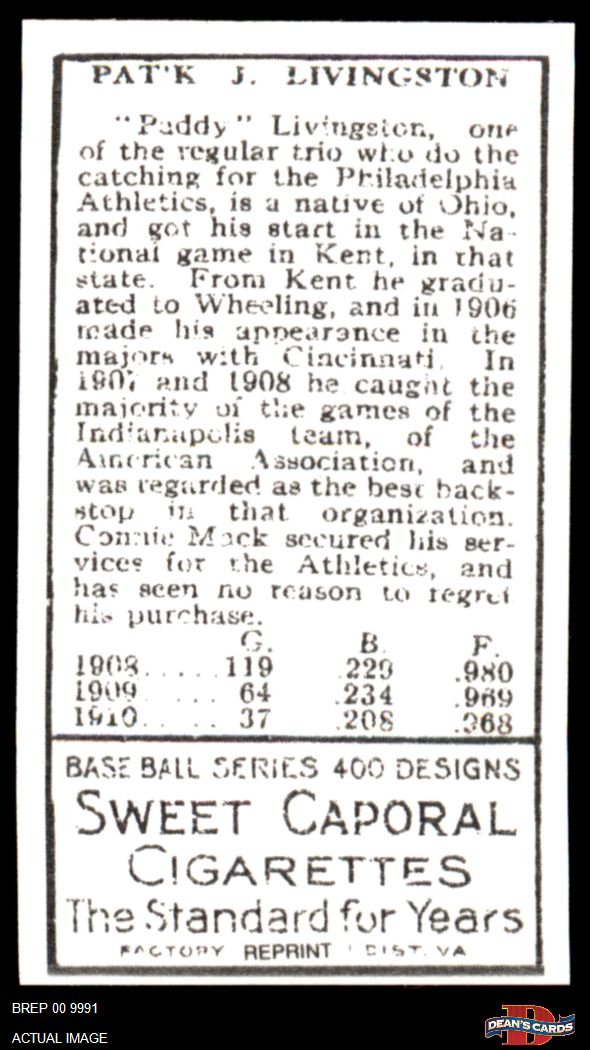 PAT'K J. LIVINGSTON
"Paddy" Livingston, one
of the regular trio who do the
catching for the Philadelphia
Athletics, is a native of Ohio,
and got his start in the Na-
tional game in Kent, in that
state. From Kent he gradu-
ated to Wheeling, and in 1906
made his appearance in the
majors with Cincinnati. In
1907 and 1908 he caught the
majority of the games of the
Indianapolis team, of the
American Association, and
was regarded as the best back-
stop in that organization.
Connie Mack secured his ser-
vices for the Athletics, and
has seen no reason to regret
his purchase.
G. B. F.
1908..... 119 .229 .980
1909..... 64 .234 .969
1910..... 37 .208 .968
BASE BALL SERIES 400 DESIGNS
SWEET CAPORAL
CIGARETTES
The Standard for Years
FACTORY REPRINT DIST. VA
BREP 00 9991
ACTUAL IMAGE
DEAN'S CARDS